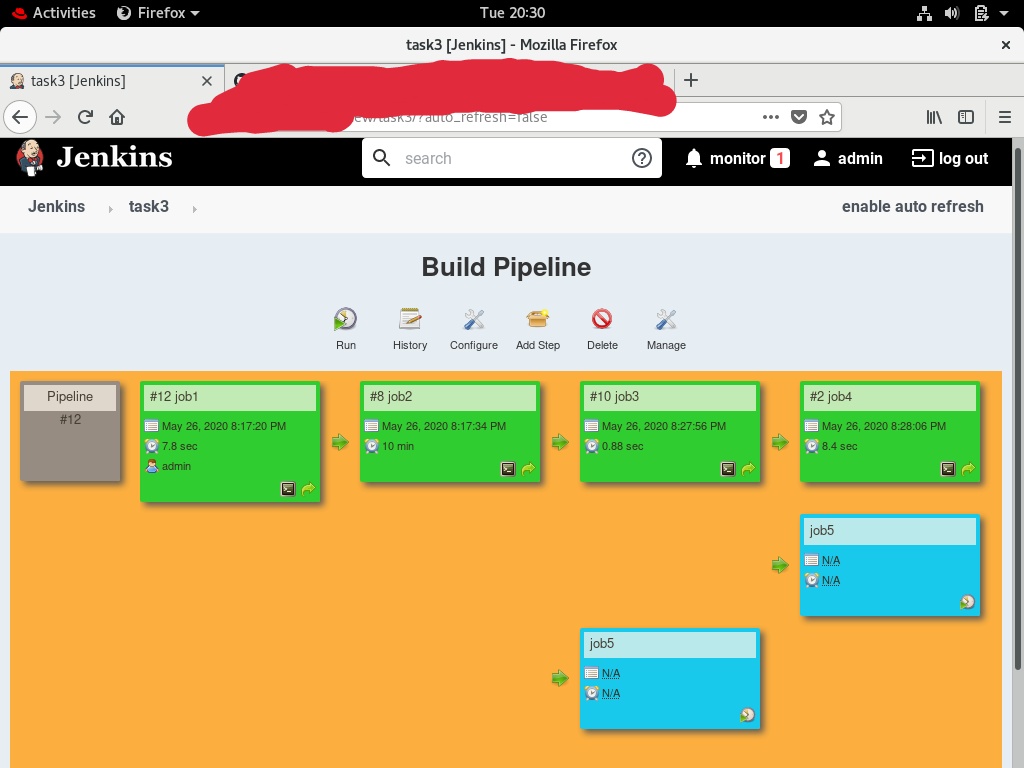 Activities Firefox Tue 20:30
task3 [Jenkins] - Mozilla Firefox
task3 [Jenkins]
/task3/?auto_refresh=false
Jenkins search monitor 1 admin log out
Jenkins task3 enable auto refresh
Build Pipeline
Run History Configure Add Step Delete Manage
Pipeline
#12
#12 job1
May 26, 2020 8:17:20 PM
7.8 sec
admin
#8 job2
May 26, 2020 8:17:34 PM
10 min
#10 job3
May 26, 2020 8:27:56 PM
0.88 sec
#2 job4
May 26, 2020 8:28:06 PM
8.4 sec
job5
N/A
N/A
job5
N/A
N/A